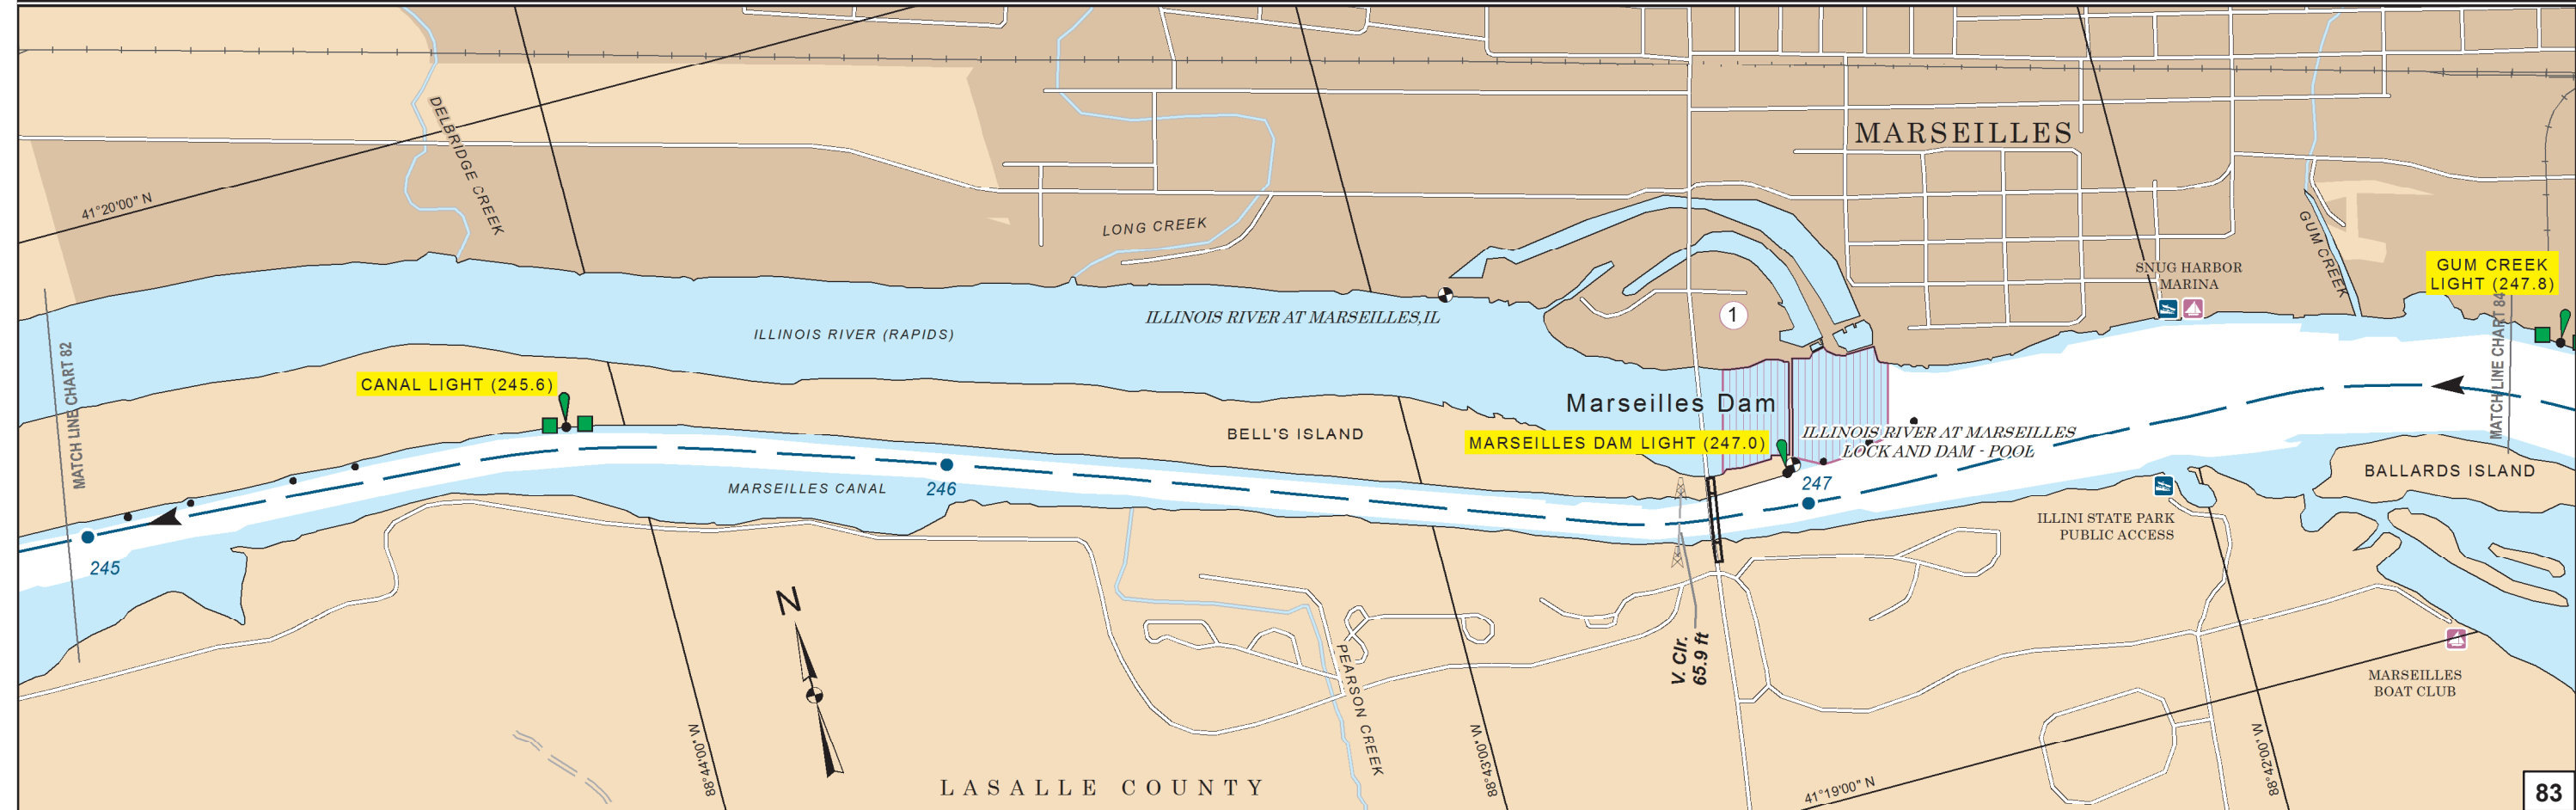 MARSEILLES
DELBRIDGE CREEK
41°20'00" N
LONG CREEK
GUM CREEK
SNUG HARBOR
MARINA
GUM CREEK
LIGHT (247.8)
MATCH LINE CHART 84
ILLINOIS RIVER AT MARSEILLES,IL
1
ILLINOIS RIVER (RAPIDS)
MATCH LINE CHART 82
CANAL LIGHT (245.6)
Marseilles Dam
BELL'S ISLAND
MARSEILLES DAM LIGHT (247.0)
ILLINOIS RIVER AT MARSEILLES
LOCK AND DAM - POOL
BALLARDS ISLAND
MARSEILLES CANAL
246
247
ILLINI STATE PARK
PUBLIC ACCESS
245
N
V. Clr.
65.9 ft
PEARSON CREEK
MARSEILLES
BOAT CLUB
88°44'00" W
88°43'00" W
88°42'00" W
LASALLE COUNTY
41°19'00" N
83